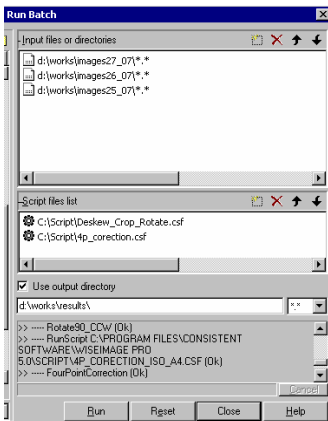 Run Batch
Input files or directories
d:\works\images27_07\*.*
d:\works\images26_07\*.*
d:\works\images25_07\*.*
Script files list
C:\Script\Deskew_Crop_Rotate.csf
C:\Script\4p_corection.csf
Use output directory
d:\works\results\ *.*
>> ----- Rotate90_CCW (Ok)
>> ----- RunScript C:\PROGRAM FILES\CONSISTENT
SOFTWARE\WISEIMAGE PRO
5.0\SCRIPT\4P_CORECTION_ISO_A4.CSF (Ok)
>> ----- FourPointCorrection (Ok)
Cancel
Run Reset Close Help